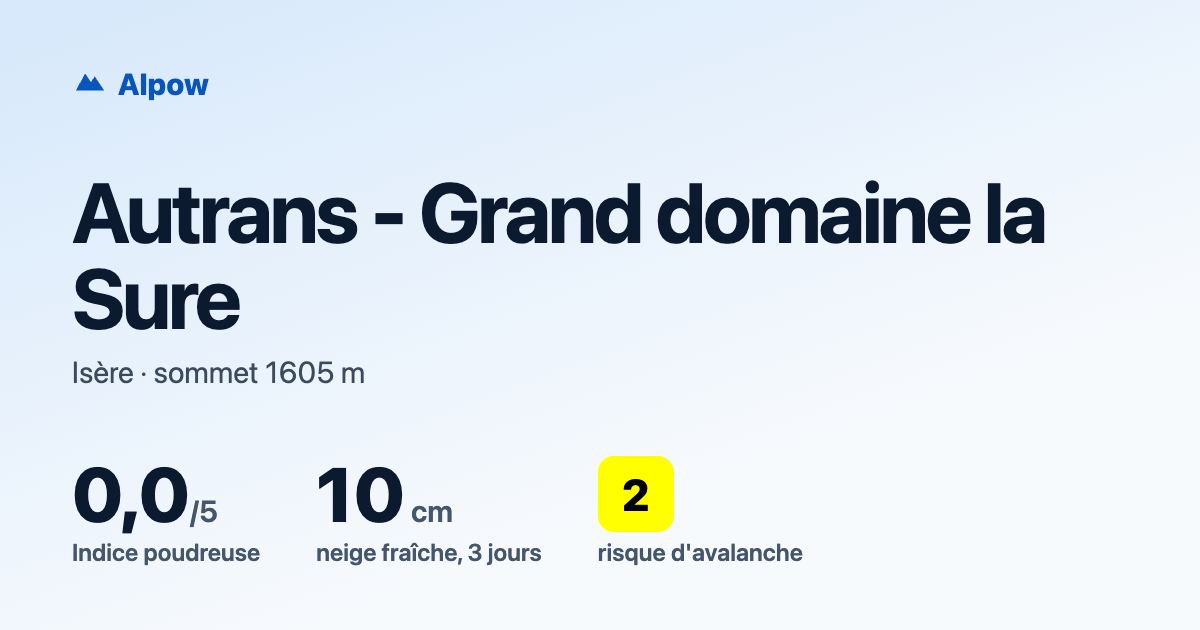 Alpow
Autrans - Grand domaine la
Sure
Isère · sommet 1605 m
0,0/5
Indice poudreuse
10 cm
neige fraîche, 3 jours
2
risque d'avalanche